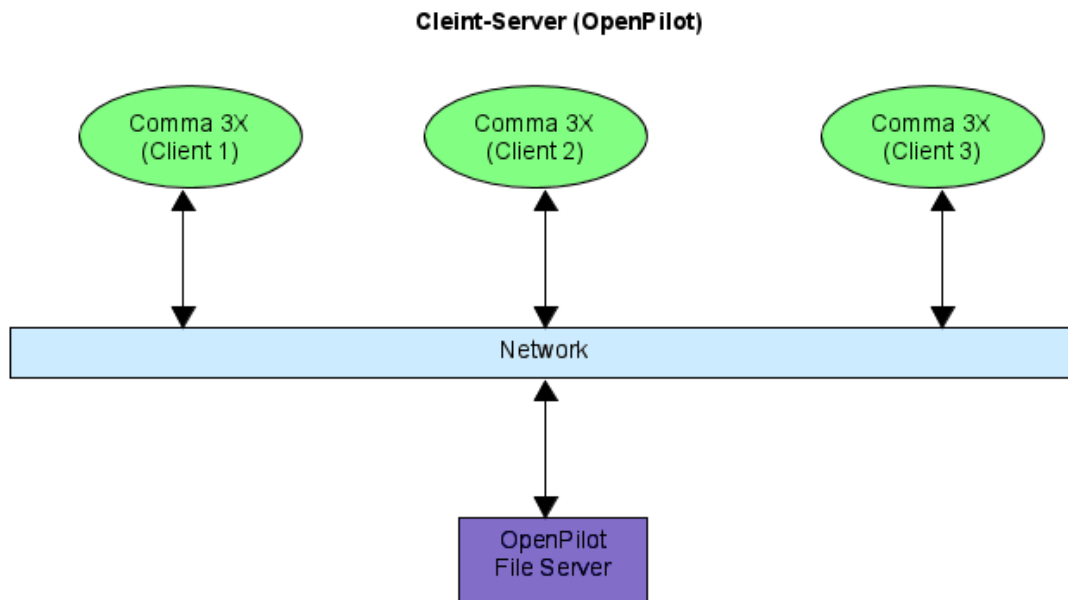 Cleint-Server (OpenPilot)
Comma 3X
(Client 1)
Comma 3X
(Client 2)
Comma 3X
(Client 3)
Network
OpenPilot
File Server